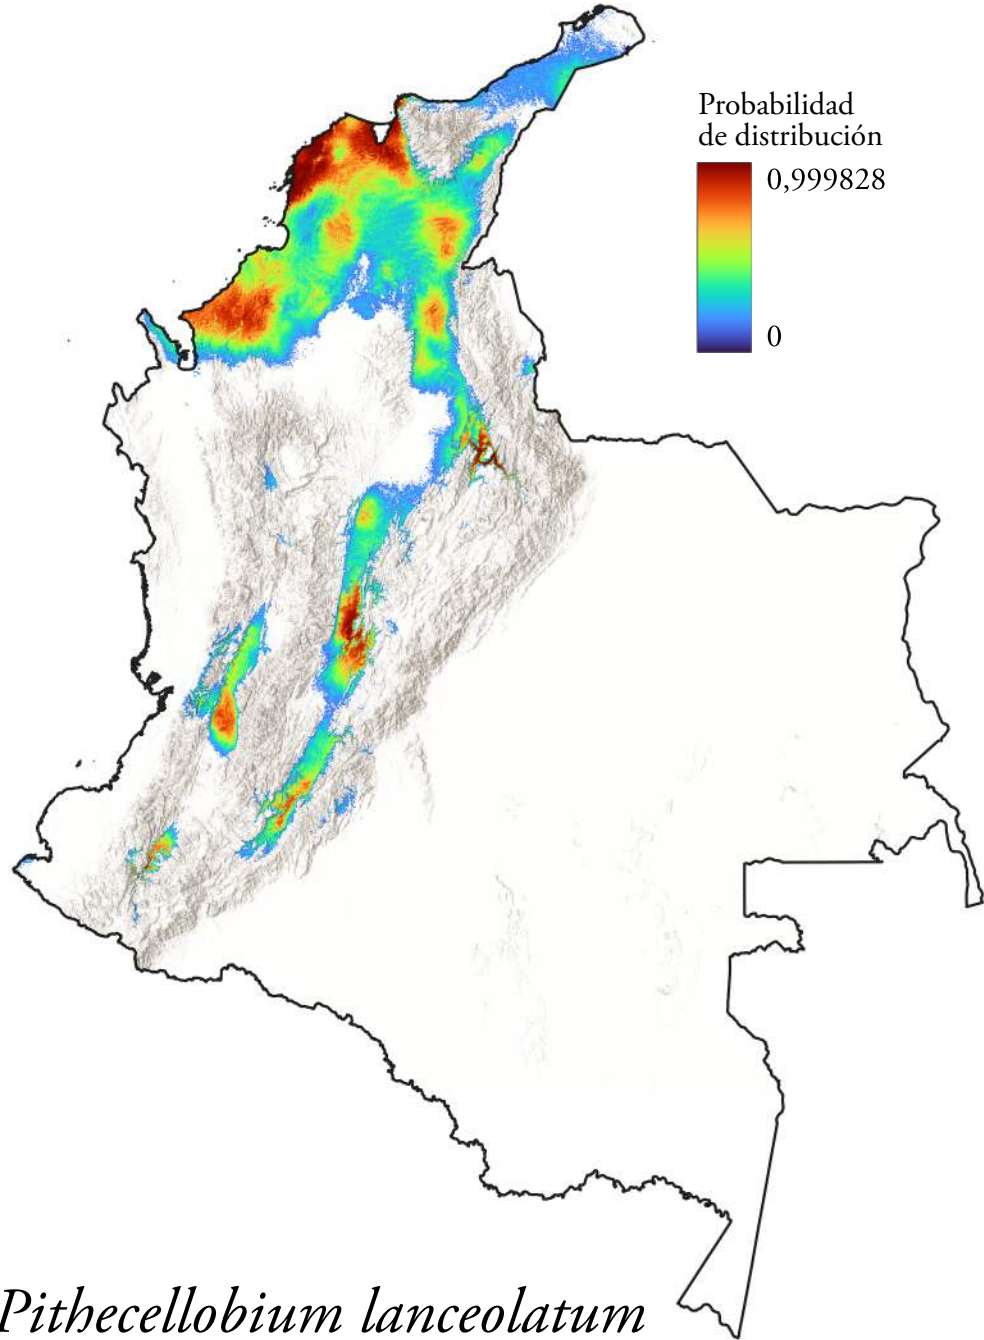 Probabilidad
de distribución
0,999828
0
Pithecellobium lanceolatum